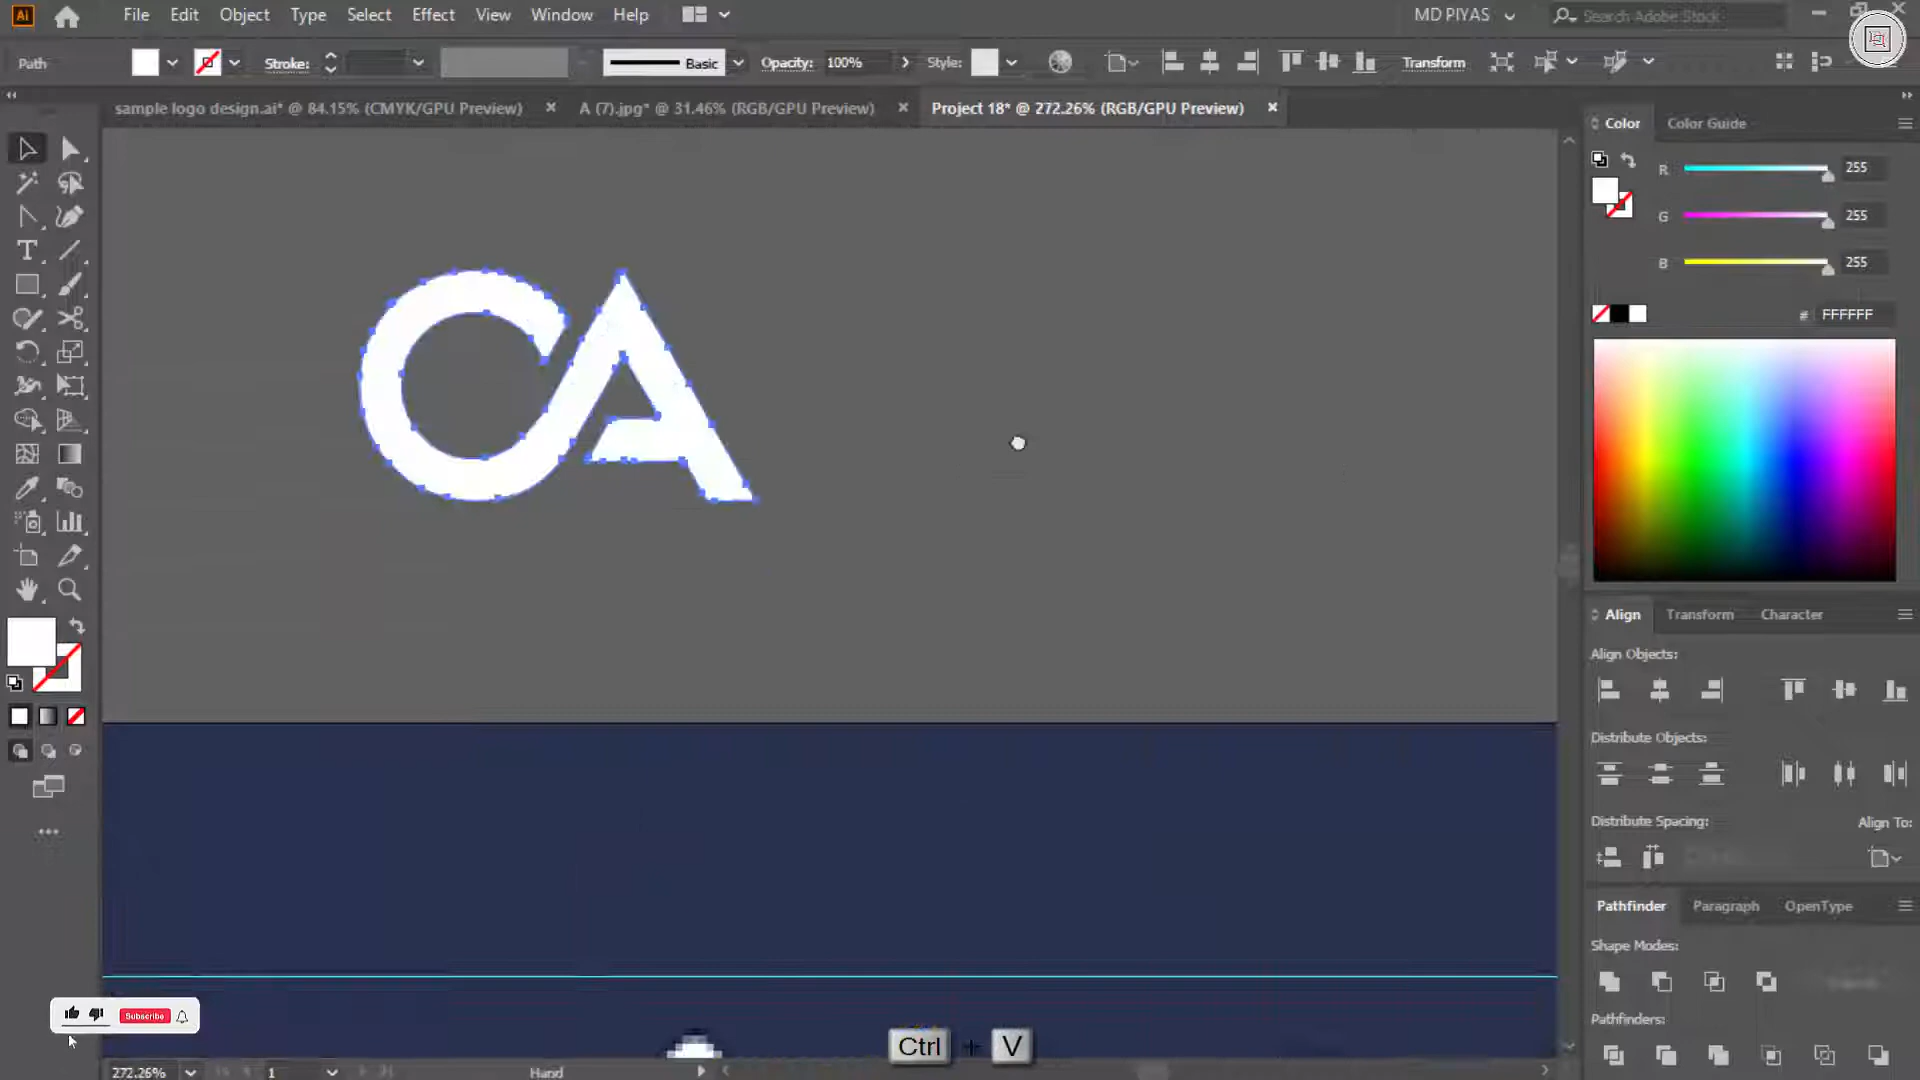 Ai File Edit Object Type Select Effect View Window Help MD PIYAS Search Adobe Stock
Path Stroke: Basic Opacity: 100% Style: Transform
sample logo design.ai* @ 84.15% (CMYK/GPU Preview) A (7).jpg* @ 31.46% (RGB/GPU Preview) Project 18* @ 272.26% (RGB/GPU Preview)
Color Color Guide
R 255
G 255
B 255
# FFFFFF
CA
Align Transform Character
Align Objects:
Distribute Objects:
Distribute Spacing: Align To:
Pathfinder Paragraph OpenType
Shape Modes:
Pathfinders:
Subscribe
Ctrl + V
272.26% 1 Hand